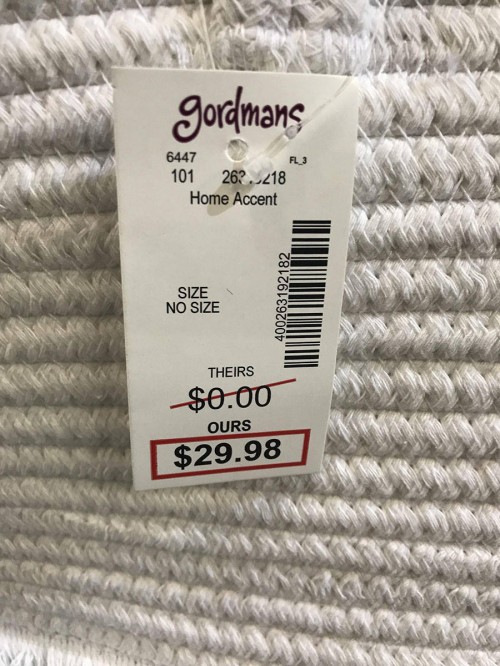 gordmans
6447 FL_3
101
Home Accent
400263192182
SIZE
NO SIZE
THEIRS
$0.00
OURS
$29.98